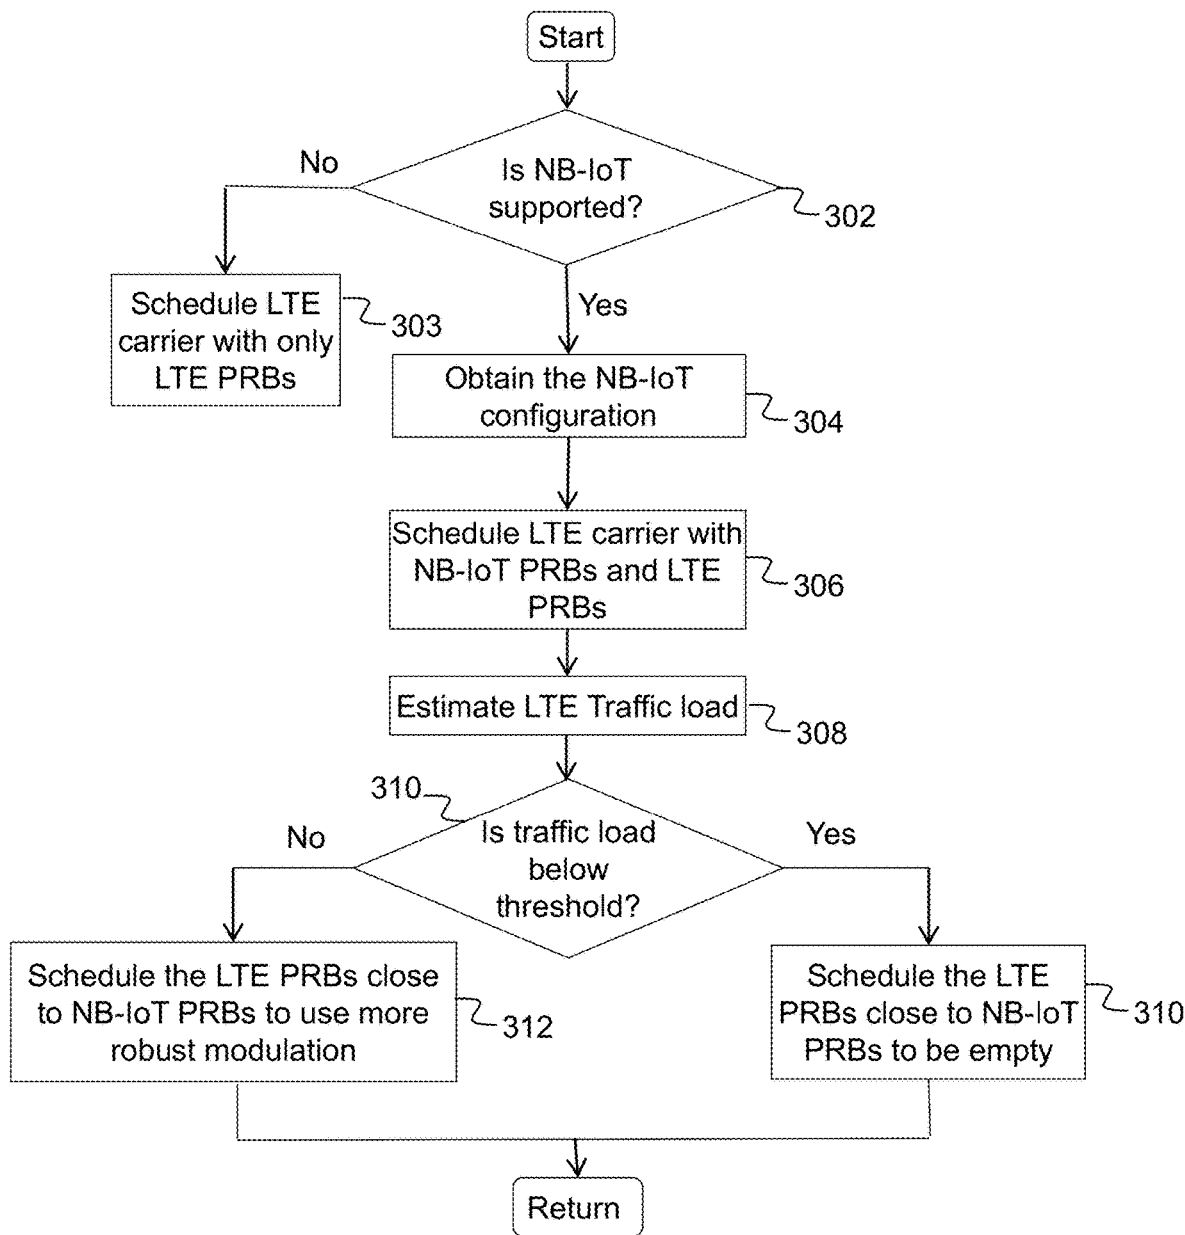 Start
Is NB-IoT
supported?
No
302
Yes
Schedule LTE
carrier with only
LTE PRBs
303
Obtain the NB-IoT
configuration
304
Schedule LTE carrier with
NB-IoT PRBs and LTE
PRBs
306
Estimate LTE Traffic load
308
310
Is traffic load
below
threshold?
No
Yes
Schedule the LTE PRBs close
to NB-IoT PRBs to use more
robust modulation
312
Schedule the LTE
PRBs close to NB-IoT
PRBs to be empty
310
Return